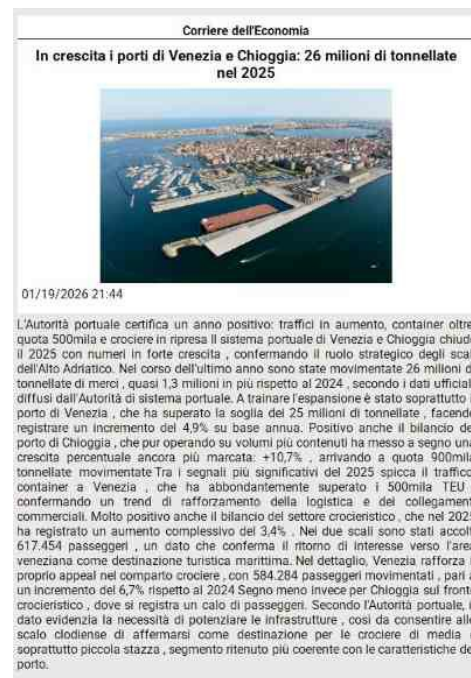 Corriere dell'Economia
In crescita i porti di Venezia e Chioggia: 26 milioni di tonnellate
nel 2025
01/19/2026 21:44
L'Autorità portuale certifica un anno positivo: traffici in aumento, container oltre
quota 500mila e crociere in ripresa Il sistema portuale di Venezia e Chioggia chiude
il 2025 con numeri in forte crescita , confermando il ruolo strategico degli scali
dell'Alto Adriatico. Nel corso dell'ultimo anno sono state movimentate 26 milioni di
tonnellate di merci , quasi 1,3 milioni in più rispetto al 2024 , secondo i dati ufficiali
diffusi dall'Autorità di sistema portuale. A trainare l'espansione è stato soprattutto i
porto di Venezia , che ha superato la soglia dei 25 milioni di tonnellate , facendo
registrare un incremento del 4,9% su base annua. Positivo anche il bilancio de
porto di Chioggia , che pur operando su volumi più contenuti ha messo a segno una
crescita percentuale ancora più marcata: +10,7% , arrivando a quota 900mila
tonnellate movimentate Tra i segnali più significativi del 2025 spicca il traffico
container a Venezia , che ha abbondantemente superato i 500mila TEU ,
confermando un trend di rafforzamento della logistica e dei collegament
commerciali. Molto positivo anche il bilancio del settore crocieristico , che nel 2025
ha registrato un aumento complessivo del 3,4% . Nei due scali sono stati accolt
617.454 passeggeri , un dato che conferma il ritorno di interesse verso l'area
veneziana come destinazione turistica marittima. Nel dettaglio, Venezia rafforza i
proprio appeal nel comparto crociere , con 584.284 passeggeri movimentati , pari a
un incremento del 6,7% rispetto al 2024 Segno meno invece per Chioggia sul fronte
crocieristico , dove si registra un calo di passeggeri. Secondo l'Autorità portuale, i
dato evidenzia la necessità di potenziare le infrastrutture , così da consentire allo
scalo clodiense di affermarsi come destinazione per le crociere di media e
soprattutto piccola stazza , segmento ritenuto più coerente con le caratteristiche de
porto.